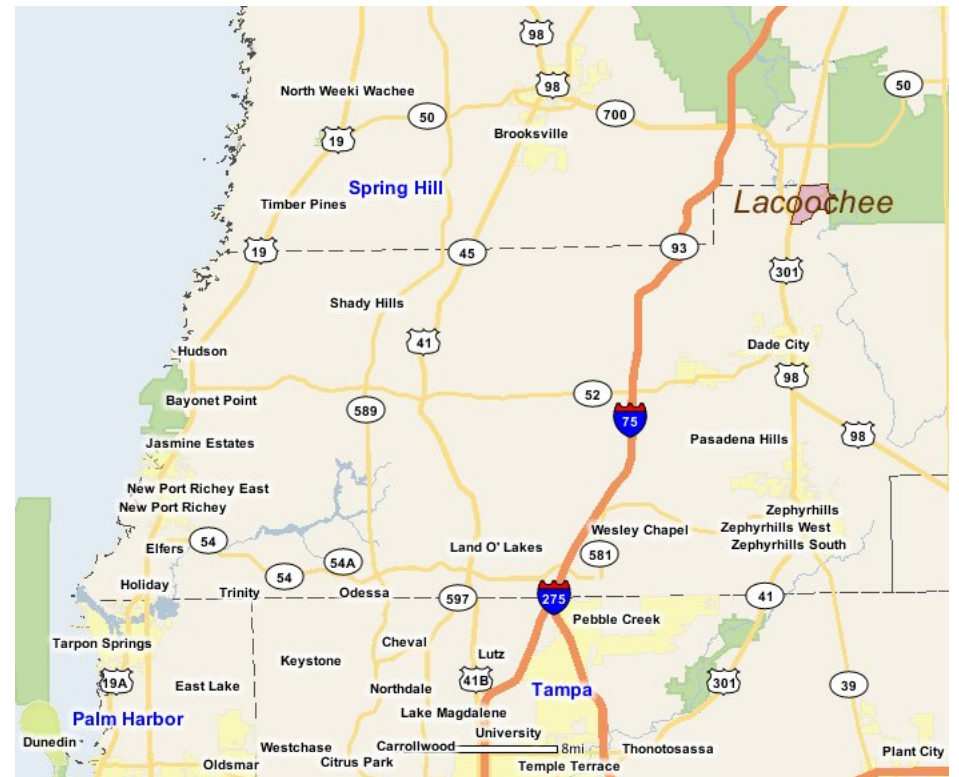 98
98
50
North Weeki Wachee
50
700
19
Brooksville
Spring Hill
Timber Pines
Lacoochee
19
45
93
301
Shady Hills
41
Dade City
Hudson
98
52
Bayonet Point
589
75
98
Jasmine Estates
Pasadena Hills
New Port Richey East
New Port Richey
Zephyrhills
Wesley Chapel
Zephyrhills West
54
Elfers
Land O' Lakes
581
Zephyrhills South
54A
54
Holiday
Trinity
Odessa
597
275
41
Pebble Creek
Tarpon Springs
Cheval
Lutz
Keystone
19A
East Lake
Northdale
41B
Tampa
301
39
Palm Harbor
Lake Magdalene
University
Dunedin
Westchase
Carrollwood
8mi
Thonotosassa
Plant City
Oldsmar
Citrus Park
Temple Terrace